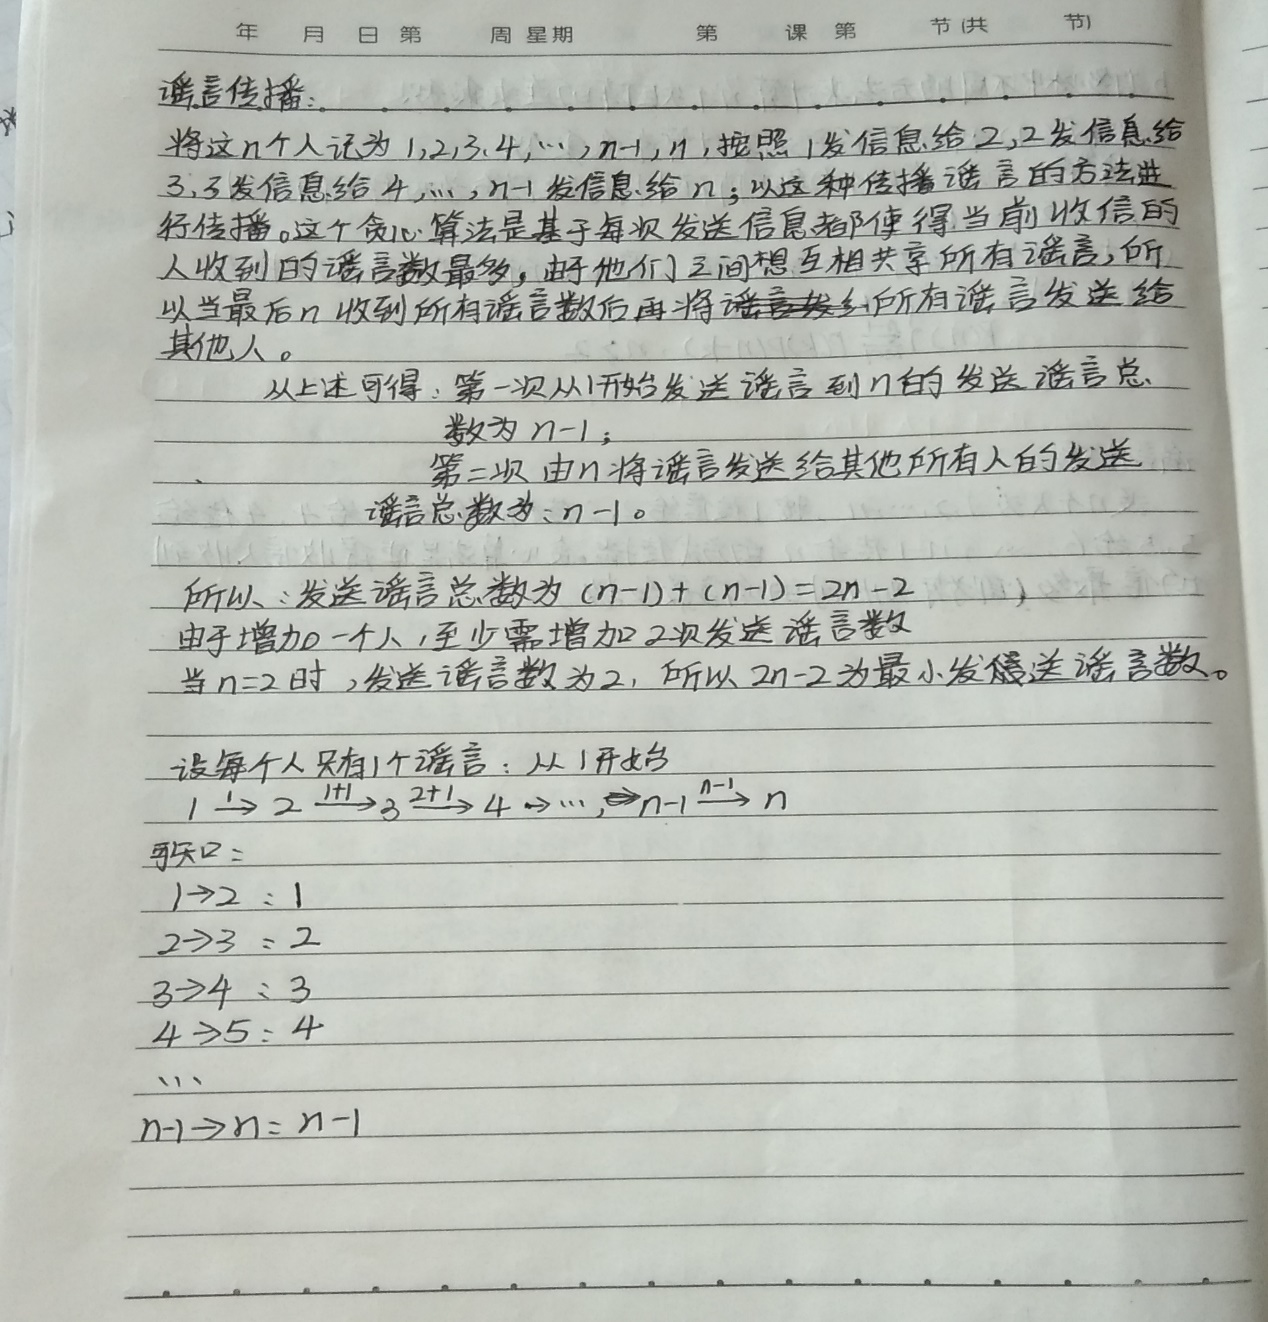 年 月 日 第 周 星期 第 课 第 节(共 节)
谣言传播:
将这n个人记为1,2,3,4,…,n-1,n,按照1发信息给2,2发信息给
3,3发信息给4,…,n-1发信息给n;以这种传播谣言的方法进
行传播。这个贪心算法是基于每次发送信息都使得当前收信的
人收到的谣言数最多,由于他们之间想互相共享所有谣言,所
以当最后n收到所有谣言数后再将所有谣言发送给
其他人。
从上述可得:第一次从1开始发送谣言到n的发送谣言总
数为n-1;
第二次由n将谣言发送给其他所有人的发送
谣言总数为:n-1。
所以:发送谣言总数为(n-1)+(n-1)=2n-2
由于增加一个人,至少需增加2次发送谣言数
当n=2时,发送谣言数为2,所以2n-2为最小发送谣言数。
设每个人只有1个谣言:从1开始
1 →(1) 2 →(1+1) 3 →(2+1) 4 → …, n-1 →(n-1) n
可知:
1→2:1
2→3:2
3→4:3
4→5:4
…
n-1→n:n-1